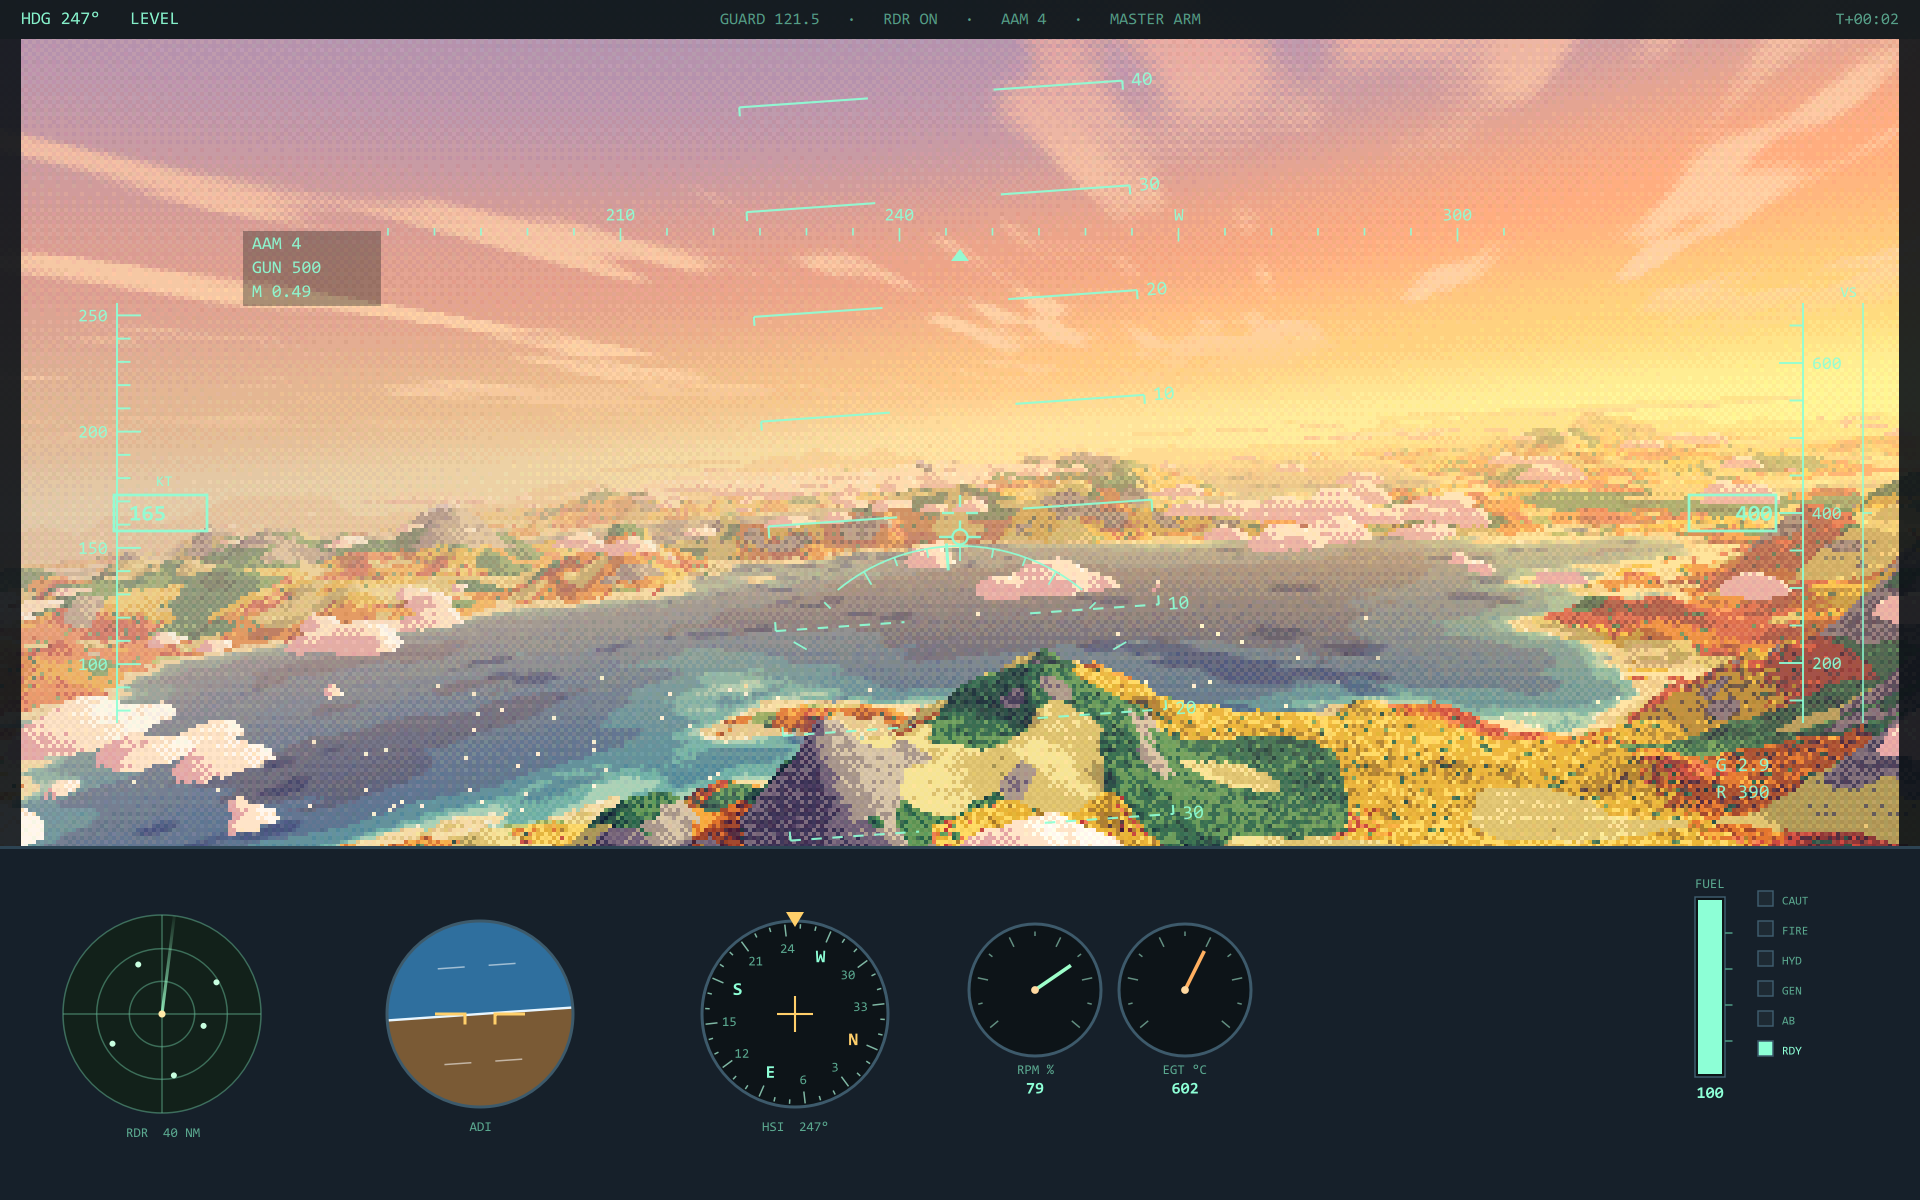 HDG 247° LEVEL GUARD 121.5 · RDR ON · AAM 4 · MASTER ARM T+00:02
40
30
210 240 W 300
AAM 4
GUN 500
M 0.49
20
VS
250
600
10
200
KT
165
400 400
150
10
100
200
20
G 2.9
R 390
30
FUEL
CAUT
FIRE
HYD
GEN
AB
RDY
100
24 W 30 33 N 3 6 E 12 15 S 21
RPM %
79
EGT °C
602
RDR 40 NM
ADI
HSI 247°